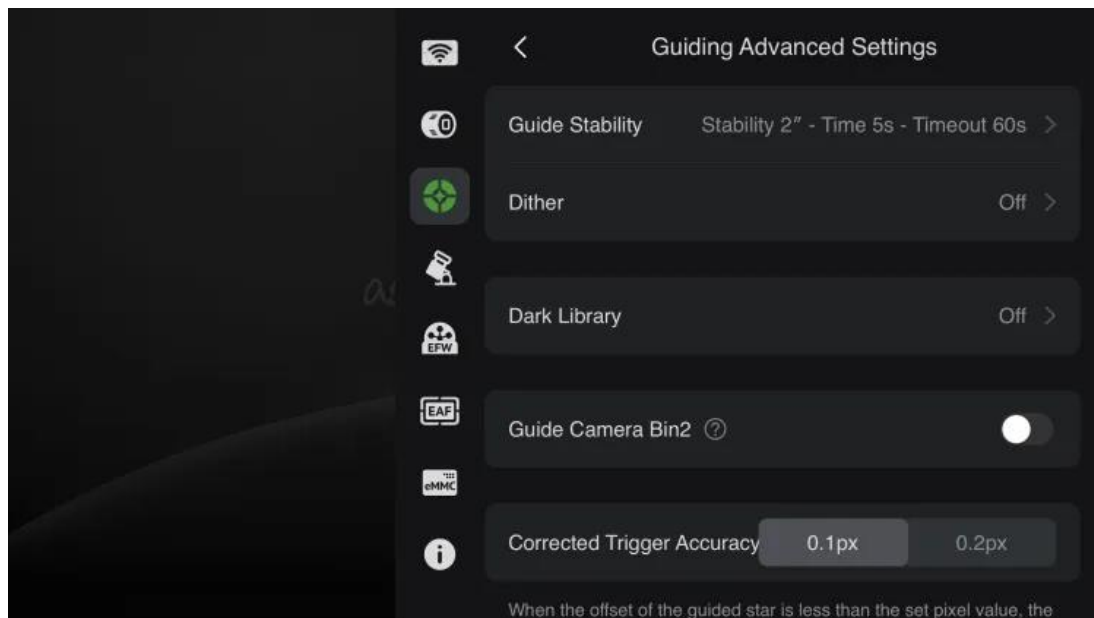 Guiding Advanced Settings
Guide Stability Stability 2″ - Time 5s - Timeout 60s
Dither Off
Dark Library Off
EFW
Guide Camera Bin2 ?
EAF
eMMC
Corrected Trigger Accuracy 0.1px 0.2px
When the offset of the guided star is less than the set pixel value, the